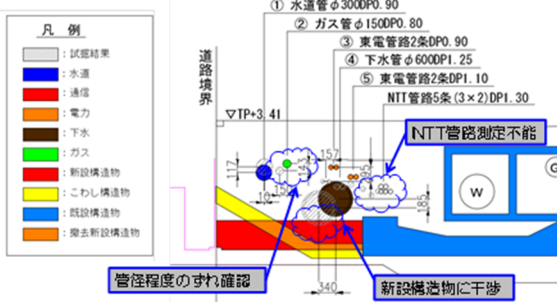 凡 例
：試掘結果
：水道
：通信
：電力
：下水
：ガス
：新設構造物
：こわし構造物
：既設構造物
：撤去新設構造物
① 水道管φ300DP0.90
② ガス管φ150DP0.80
③ 東電管路2条DP0.90
④ 下水管φ600DP1.25
⑤ 東電管路2条DP1.10
NTT管路5条(3×2)DP1.30
道路境界
▽TP+3.41
NTT管路測定不能
157
117
143
195
10
15
185
W
G
管径程度のずれ確認
340
新設構造物に干渉